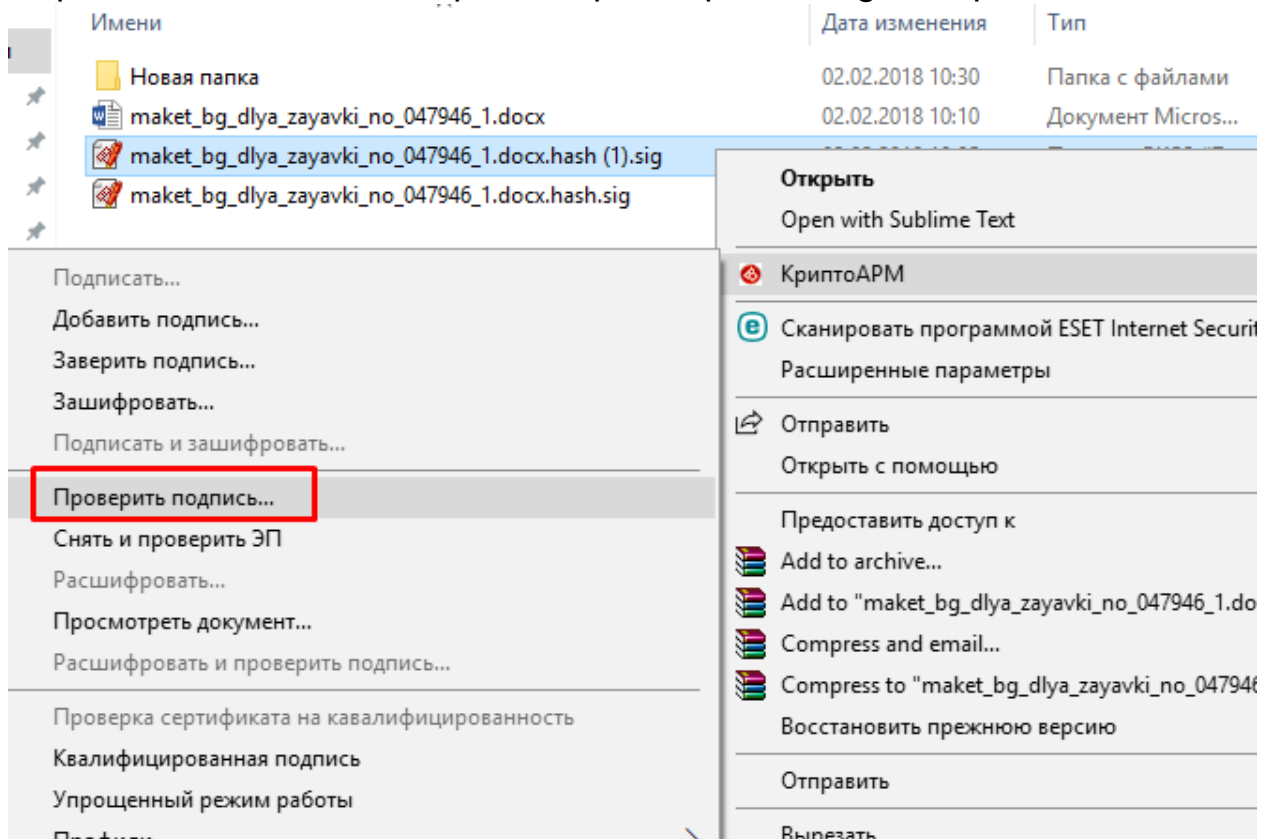 Имени
Дата изменения
Тип
Новая папка
02.02.2018 10:30
Папка с файлами
maket_bg_dlya_zayavki_no_047946_1.docx
02.02.2018 10:10
Документ Micros...
maket_bg_dlya_zayavki_no_047946_1.docx.hash (1).sig
maket_bg_dlya_zayavki_no_047946_1.docx.hash.sig
Открыть
Open with Sublime Text
КриптоАРМ
Сканировать программой ESET Internet Securit
Расширенные параметры
Отправить
Открыть с помощью
Предоставить доступ к
Add to archive...
Add to "maket_bg_dlya_zayavki_no_047946_1.do
Compress and email...
Compress to "maket_bg_dlya_zayavki_no_047946
Восстановить прежнюю версию
Отправить
Вырезать
Подписать...
Добавить подпись...
Заверить подпись...
Зашифровать...
Подписать и зашифровать...
Проверить подпись...
Снять и проверить ЭП
Расшифровать...
Просмотреть документ...
Расшифровать и проверить подпись...
Проверка сертификата на кавалифицированность
Квалифицированная подпись
Упрощенный режим работы
Профили